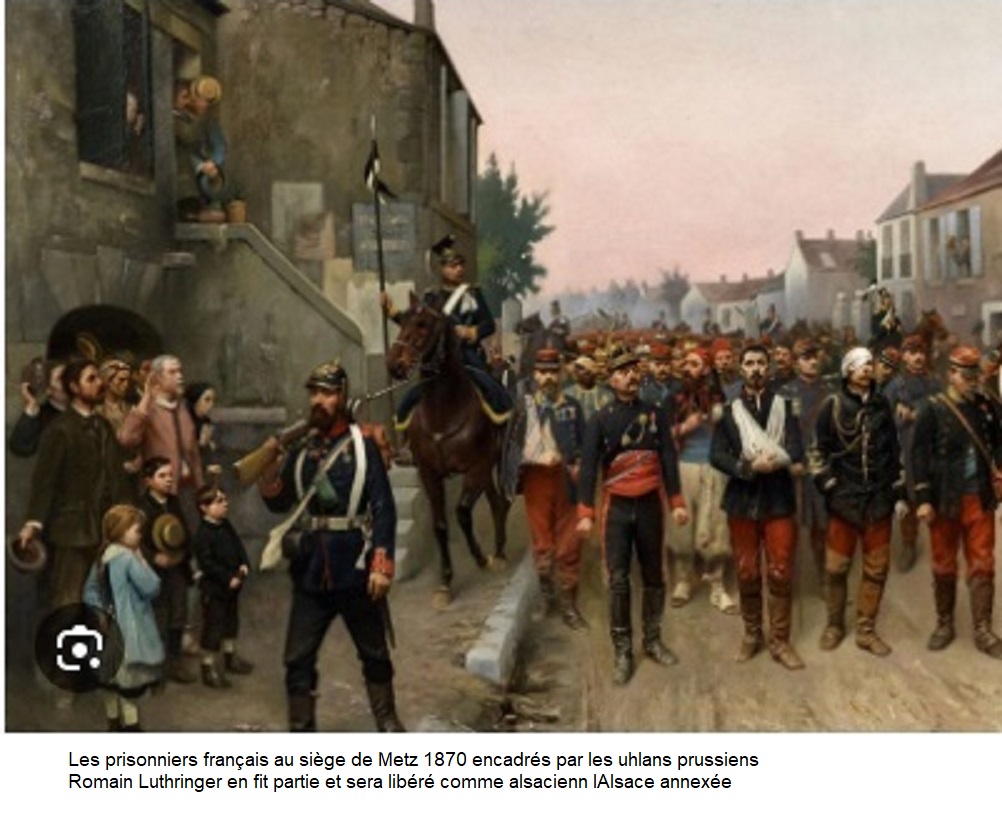 Les prisonniers français au siège de Metz 1870 encadrés par les uhlans prussiens
Romain Luthringer en fit partie et sera libéré comme alsacienn lAlsace annexée